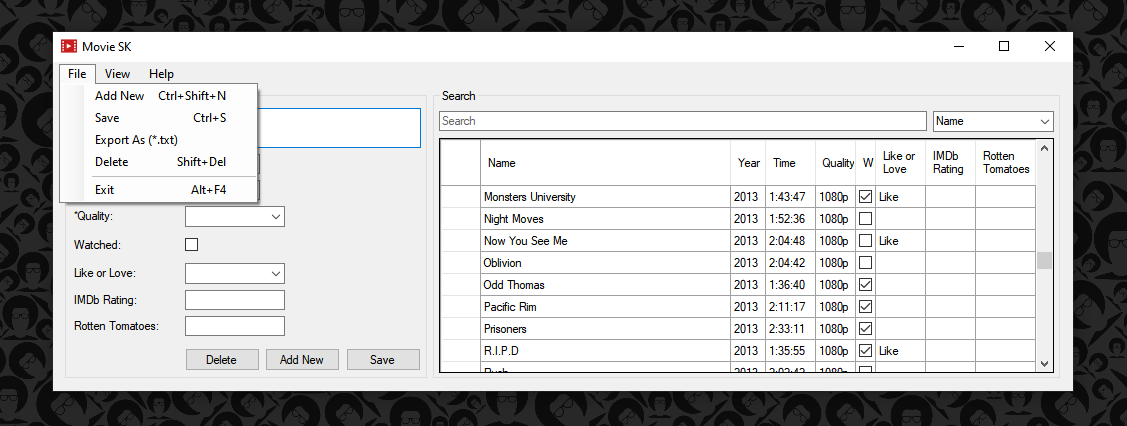 Movie SK
File View Help
Add New Ctrl+Shift+N
Save Ctrl+S
Export As (*.txt)
Delete Shift+Del
Exit Alt+F4
*Quality:
Watched:
Like or Love:
IMDb Rating:
Rotten Tomatoes:
Delete Add New Save
Search
Search Name
Name Year Time Quality W Like or Love IMDb Rating Rotten Tomatoes
Monsters University 2013 1:43:47 1080p Like
Night Moves 2013 1:52:36 1080p
Now You See Me 2013 2:04:48 1080p Like
Oblivion 2013 2:04:42 1080p
Odd Thomas 2013 1:36:40 1080p
Pacific Rim 2013 2:11:17 1080p
Prisoners 2013 2:33:11 1080p
R.I.P.D 2013 1:35:55 1080p Like